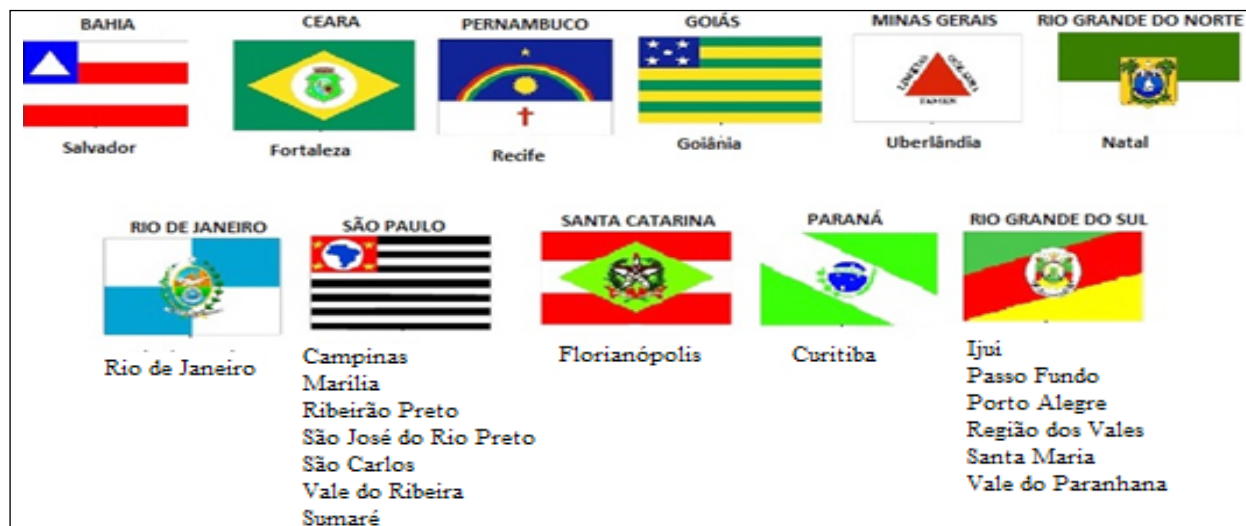 BAHIA
CEARA
PERNAMBUCO
GOIÁS
MINAS GERAIS
RIO GRANDE DO NORTE
Salvador
Fortaleza
Recife
Goiânia
Uberlândia
Natal
RIO DE JANEIRO
SÃO PAULO
SANTA CATARINA
PARANÁ
RIO GRANDE DO SUL
Rio de Janeiro
Campinas
Marília
Ribeirão Preto
São José do Rio Preto
São Carlos
Vale do Ribeira
Sumaré
Florianópolis
Curitiba
Ijuí
Passo Fundo
Porto Alegre
Região dos Vales
Santa Maria
Vale do Paranhana